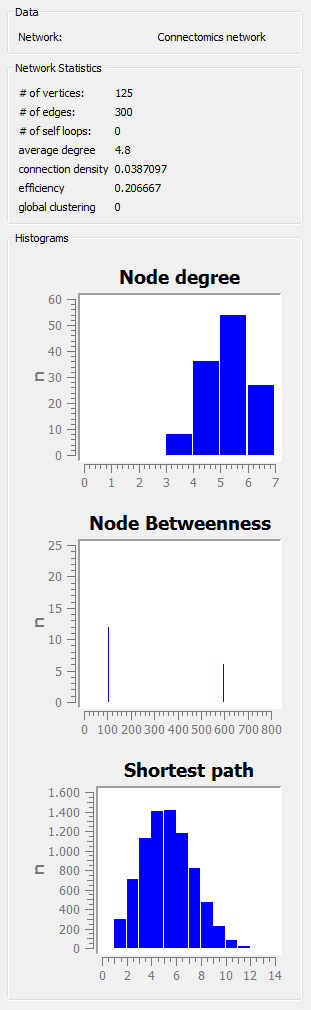 Data
Network: Connectomics network
Network Statistics
# of vertices: 125
# of edges: 300
# of self loops: 0
average degree 4.8
connection density 0.0387097
efficiency 0.206667
global clustering 0
Histograms
Node degree
60
50
40
30
20
10
0
n
0 1 2 3 4 5 6 7
Node Betweenness
25
20
15
10
5
0
n
0 100 200 300 400 500 600 700 800
Shortest path
1.600
1.400
1.200
1.000
800
600
400
200
0
n
0 2 4 6 8 10 12 14